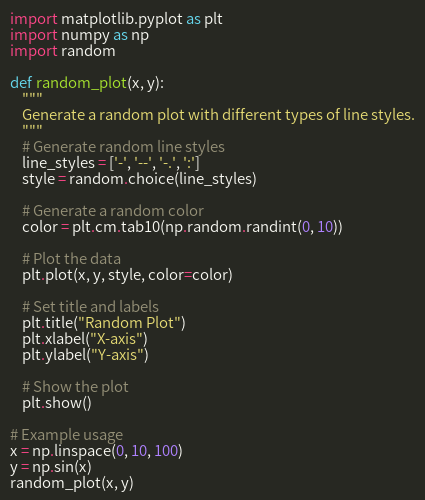 import matplotlib.pyplot as plt
import numpy as np
import random

def random_plot(x, y):
    """
    Generate a random plot with different types of line styles.
    """
    # Generate random line styles
    line_styles = ['-', '--', '-.', ':']
    style = random.choice(line_styles)

    # Generate a random color
    color = plt.cm.tab10(np.random.randint(0, 10))

    # Plot the data
    plt.plot(x, y, style, color=color)

    # Set title and labels
    plt.title("Random Plot")
    plt.xlabel("X-axis")
    plt.ylabel("Y-axis")

    # Show the plot
    plt.show()

# Example usage
x = np.linspace(0, 10, 100)
y = np.sin(x)
random_plot(x, y)